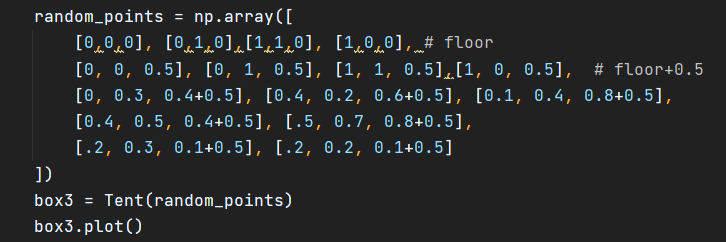 random_points = np.array([
[0,0,0], [0,1,0],[1,1,0], [1,0,0], # floor
[0, 0, 0.5], [0, 1, 0.5], [1, 1, 0.5],[1, 0, 0.5],  # floor+0.5
[0, 0.3, 0.4+0.5], [0.4, 0.2, 0.6+0.5], [0.1, 0.4, 0.8+0.5],
[0.4, 0.5, 0.4+0.5], [.5, 0.7, 0.8+0.5],
[.2, 0.3, 0.1+0.5], [.2, 0.2, 0.1+0.5]
])
box3 = Tent(random_points)
box3.plot()